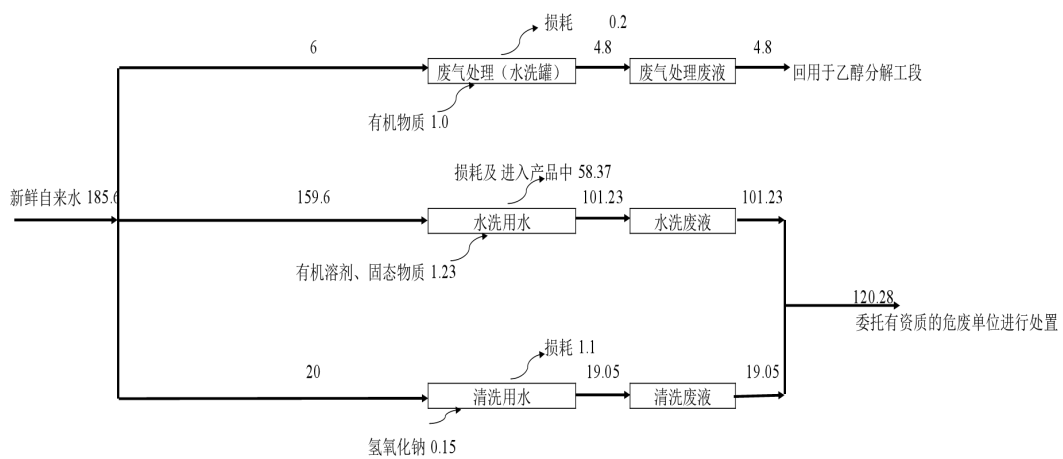 损耗 0.2
6
4.8
4.8
废气处理（水洗罐）
废气处理废液
回用于乙醇分解工段
有机物质 1.0
损耗及 进入产品中 58.37
新鲜自来水 185.6
159.6
101.23
101.23
水洗用水
水洗废液
有机溶剂、固态物质 1.23
120.28
委托有资质的危废单位进行处置
损耗 1.1
20
19.05
19.05
清洗用水
清洗废液
氢氧化钠 0.15